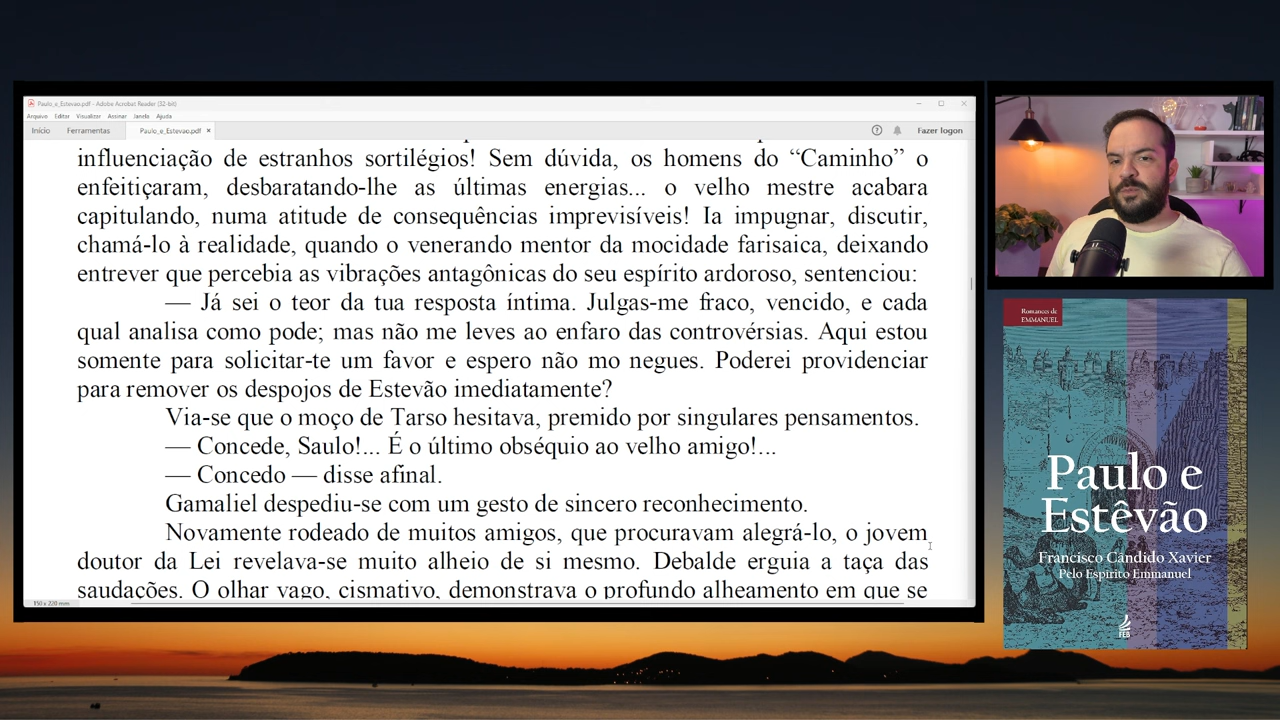 Paulo_e_Estevao.pdf - Adobe Acrobat Reader (32-bit)
Arquivo Editar Visualizar Assinar Janela Ajuda
Início Ferramentas Paulo_e_Estevao.pdf × Fazer logon
influenciação de estranhos sortilégios! Sem dúvida, os homens do “Caminho” o
enfeitiçaram, desbaratando-lhe as últimas energias... o velho mestre acabara
capitulando, numa atitude de consequências imprevisíveis! Ia impugnar, discutir,
chamá-lo à realidade, quando o venerando mentor da mocidade farisaica, deixando
entrever que percebia as vibrações antagônicas do seu espírito ardoroso, sentenciou:
— Já sei o teor da tua resposta íntima. Julgas-me fraco, vencido, e cada
qual analisa como pode; mas não me leves ao enfaro das controvérsias. Aqui estou
somente para solicitar-te um favor e espero não mo negues. Poderei providenciar
para remover os despojos de Estevão imediatamente?
Via-se que o moço de Tarso hesitava, premido por singulares pensamentos.
— Concede, Saulo!... É o último obséquio ao velho amigo!...
— Concedo — disse afinal.
Gamaliel despediu-se com um gesto de sincero reconhecimento.
Novamente rodeado de muitos amigos, que procuravam alegrá-lo, o jovem
doutor da Lei revelava-se muito alheio de si mesmo. Debalde erguia a taça das
saudações. O olhar vago, cismativo, demonstrava o profundo alheamento em que se
150 x 220 mm
Romances de
EMMANUEL
Paulo e
Estêvão
Francisco Cândido Xavier
Pelo Espírito Emmanuel
FEB